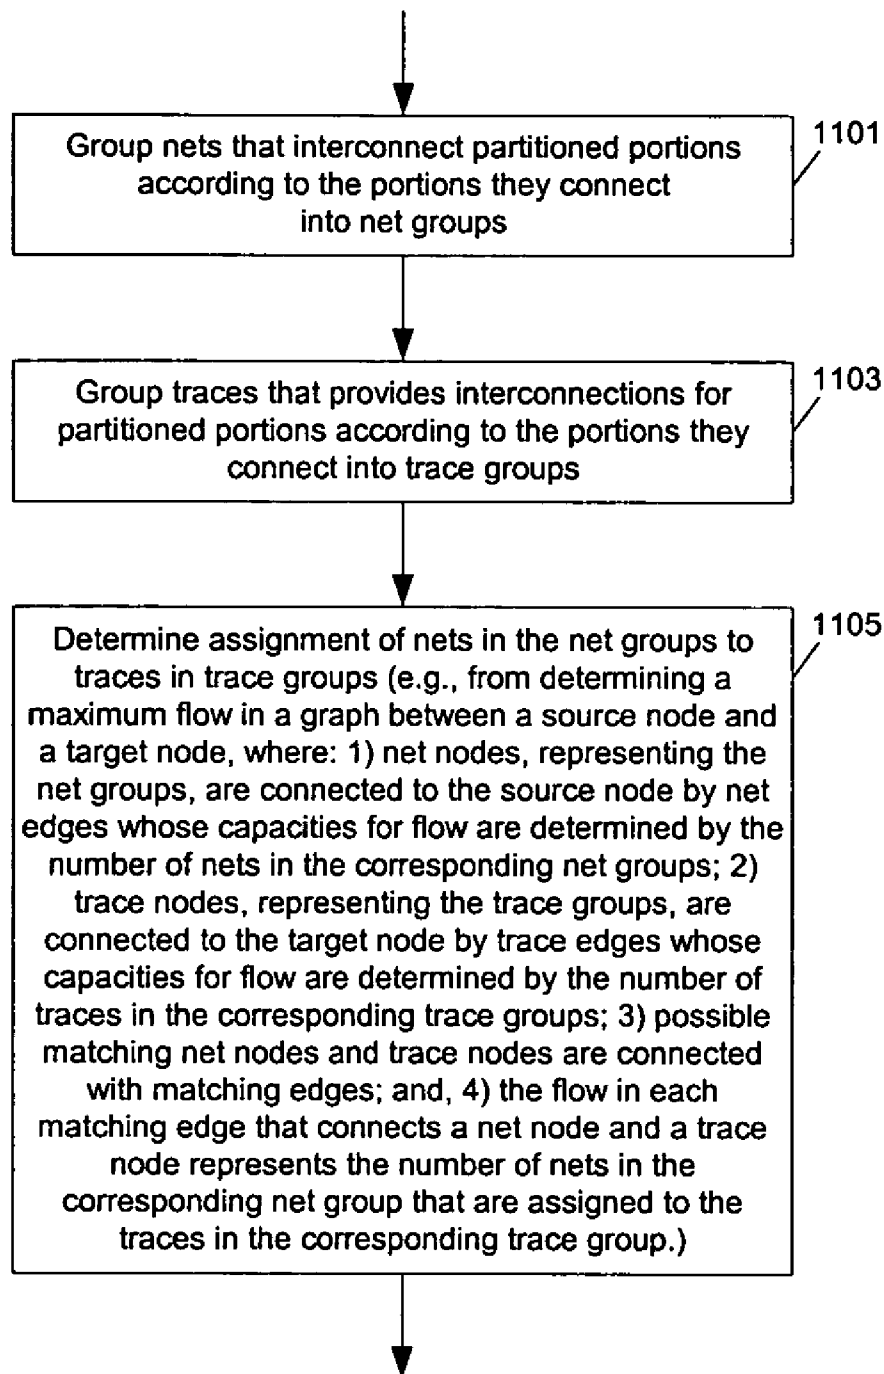 Group nets that interconnect partitioned portions
according to the portions they connect
into net groups
1101
Group traces that provides interconnections for
partitioned portions according to the portions they
connect into trace groups
1103
Determine assignment of nets in the net groups to
traces in trace groups (e.g., from determining a
maximum flow in a graph between a source node and
a target node, where: 1) net nodes, representing the
net groups, are connected to the source node by net
edges whose capacities for flow are determined by the
number of nets in the corresponding net groups; 2)
trace nodes, representing the trace groups, are
connected to the target node by trace edges whose
capacities for flow are determined by the number of
traces in the corresponding trace groups; 3) possible
matching net nodes and trace nodes are connected
with matching edges; and, 4) the flow in each
matching edge that connects a net node and a trace
node represents the number of nets in the
corresponding net group that are assigned to the
traces in the corresponding trace group.)
1105